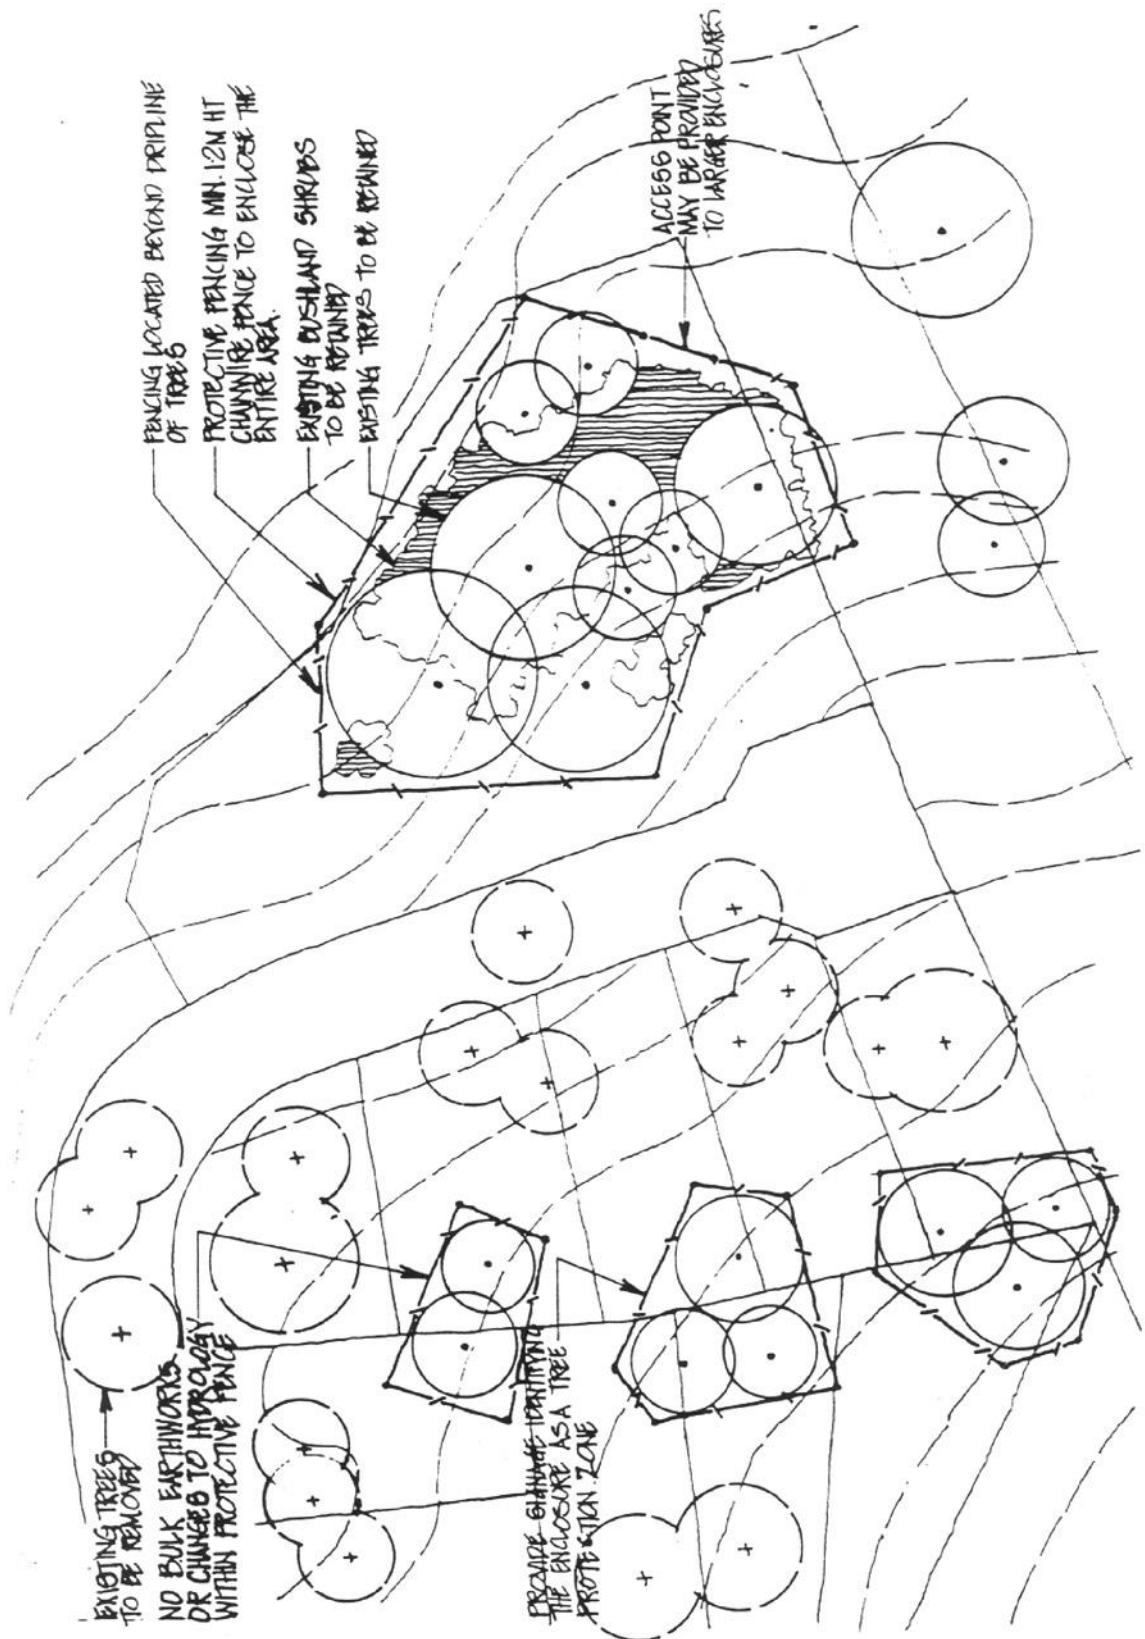 FENCING LOCATED BEYOND DRIPLINE
OF TREES
PROTECTIVE FENCING MIN. 1.2M HT
CHAINWIRE FENCE TO ENCLOSE THE
ENTIRE AREA.
EXISTING BUSHLAND SHRUBS
TO BE RETAINED
EXISTING TREES TO BE RETAINED
ACCESS POINT
MAY BE PROVIDED
TO LARGER ENCLOSURES
EXISTING TREES
TO BE REMOVED
NO BULK EARTHWORKS
OR CHANGES TO HYDROLOGY
WITHIN PROTECTIVE FENCE
PROVIDE SIGNAGE IDENTIFYING
THE ENCLOSURE AS A TREE
PROTECTION ZONE